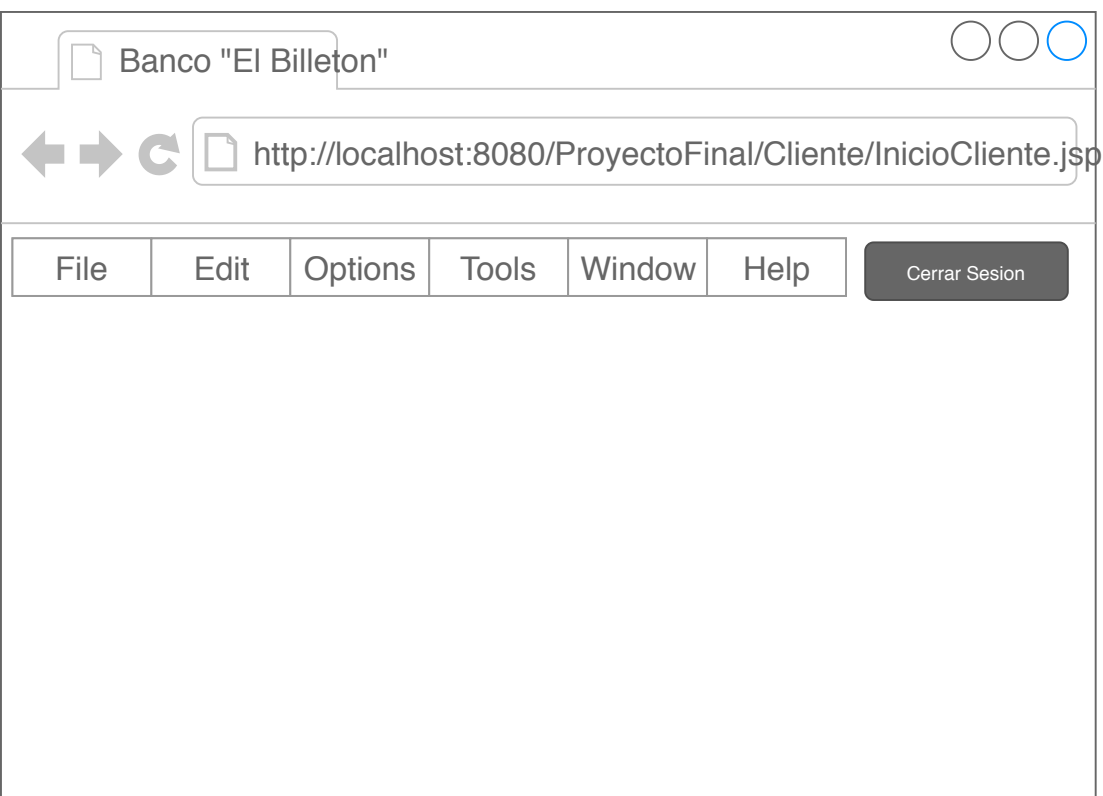 Banco "El Billeton"
http://localhost:8080/ProyectoFinal/Cliente/InicioCliente.jsp
File Edit Options Tools Window Help Cerrar Sesion